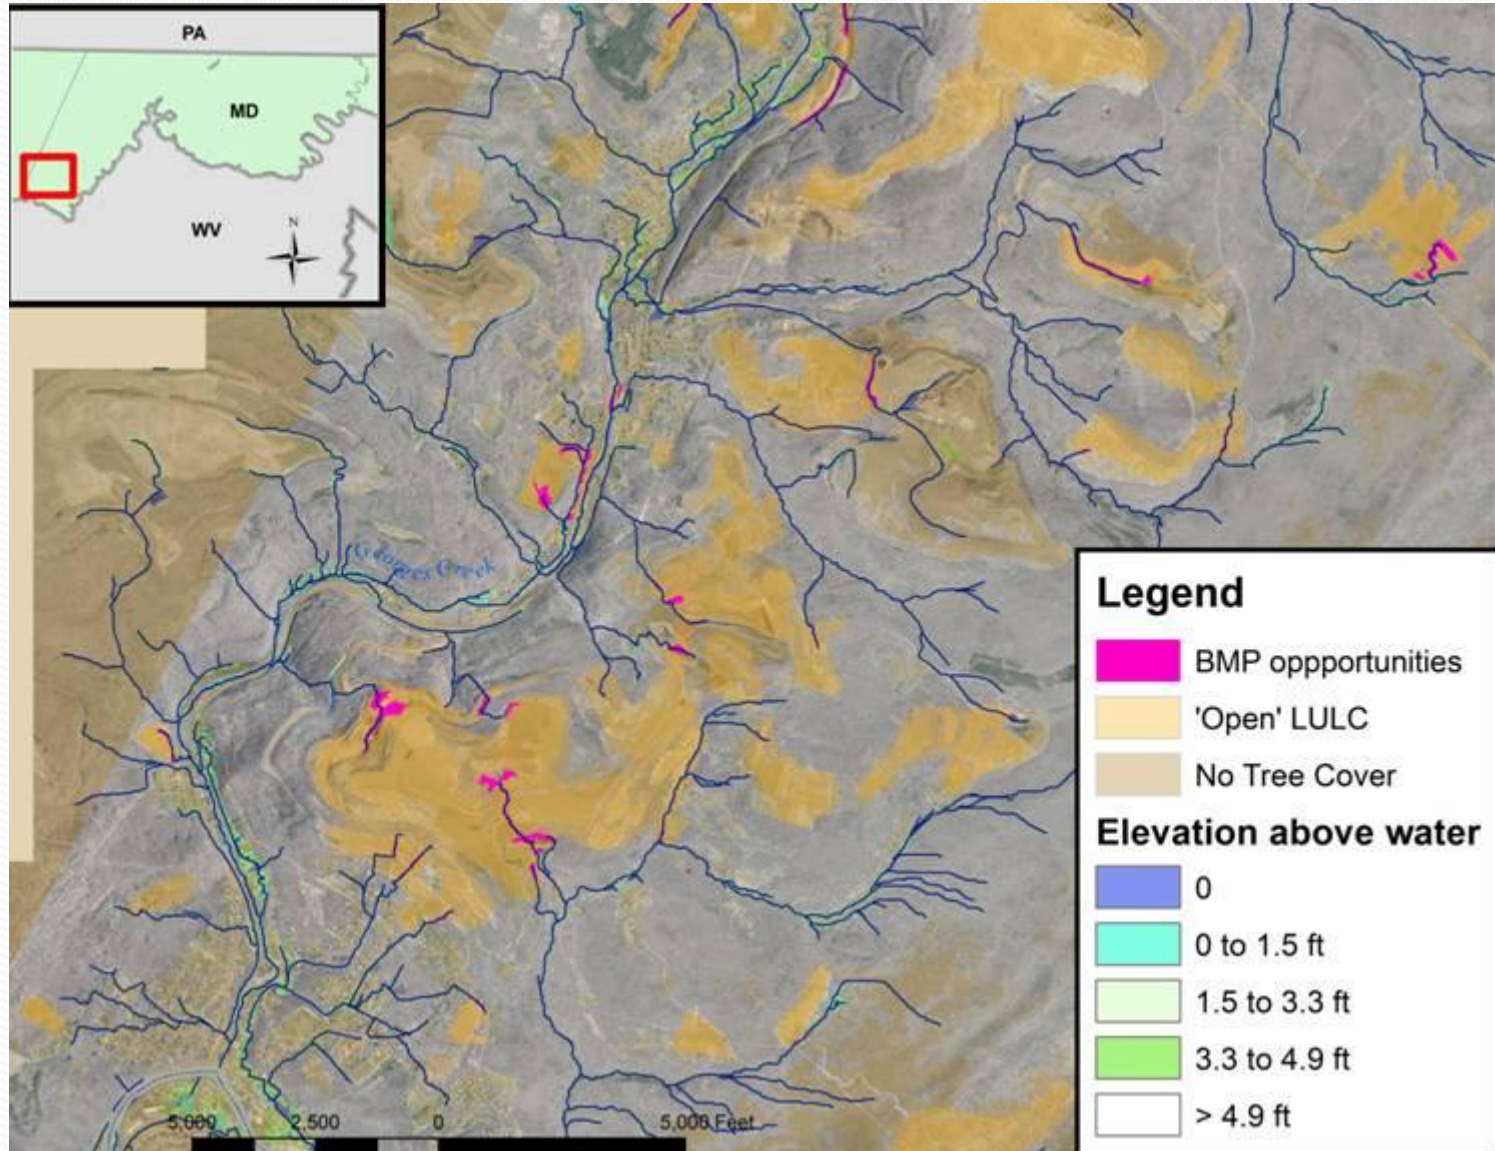 PA
MD
WV
N
Georges Creek
Legend
BMP oppportunities
'Open' LULC
No Tree Cover
Elevation above water
0
0 to 1.5 ft
1.5 to 3.3 ft
3.3 to 4.9 ft
> 4.9 ft
5,000 2,500 0 5,000 Feet